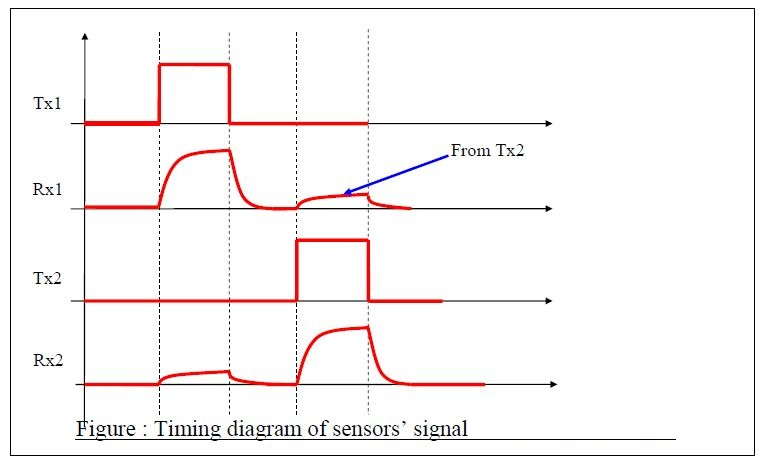 Tx1
From Tx2
Rx1
Tx2
Rx2
Figure : Timing diagram of sensors’ signal